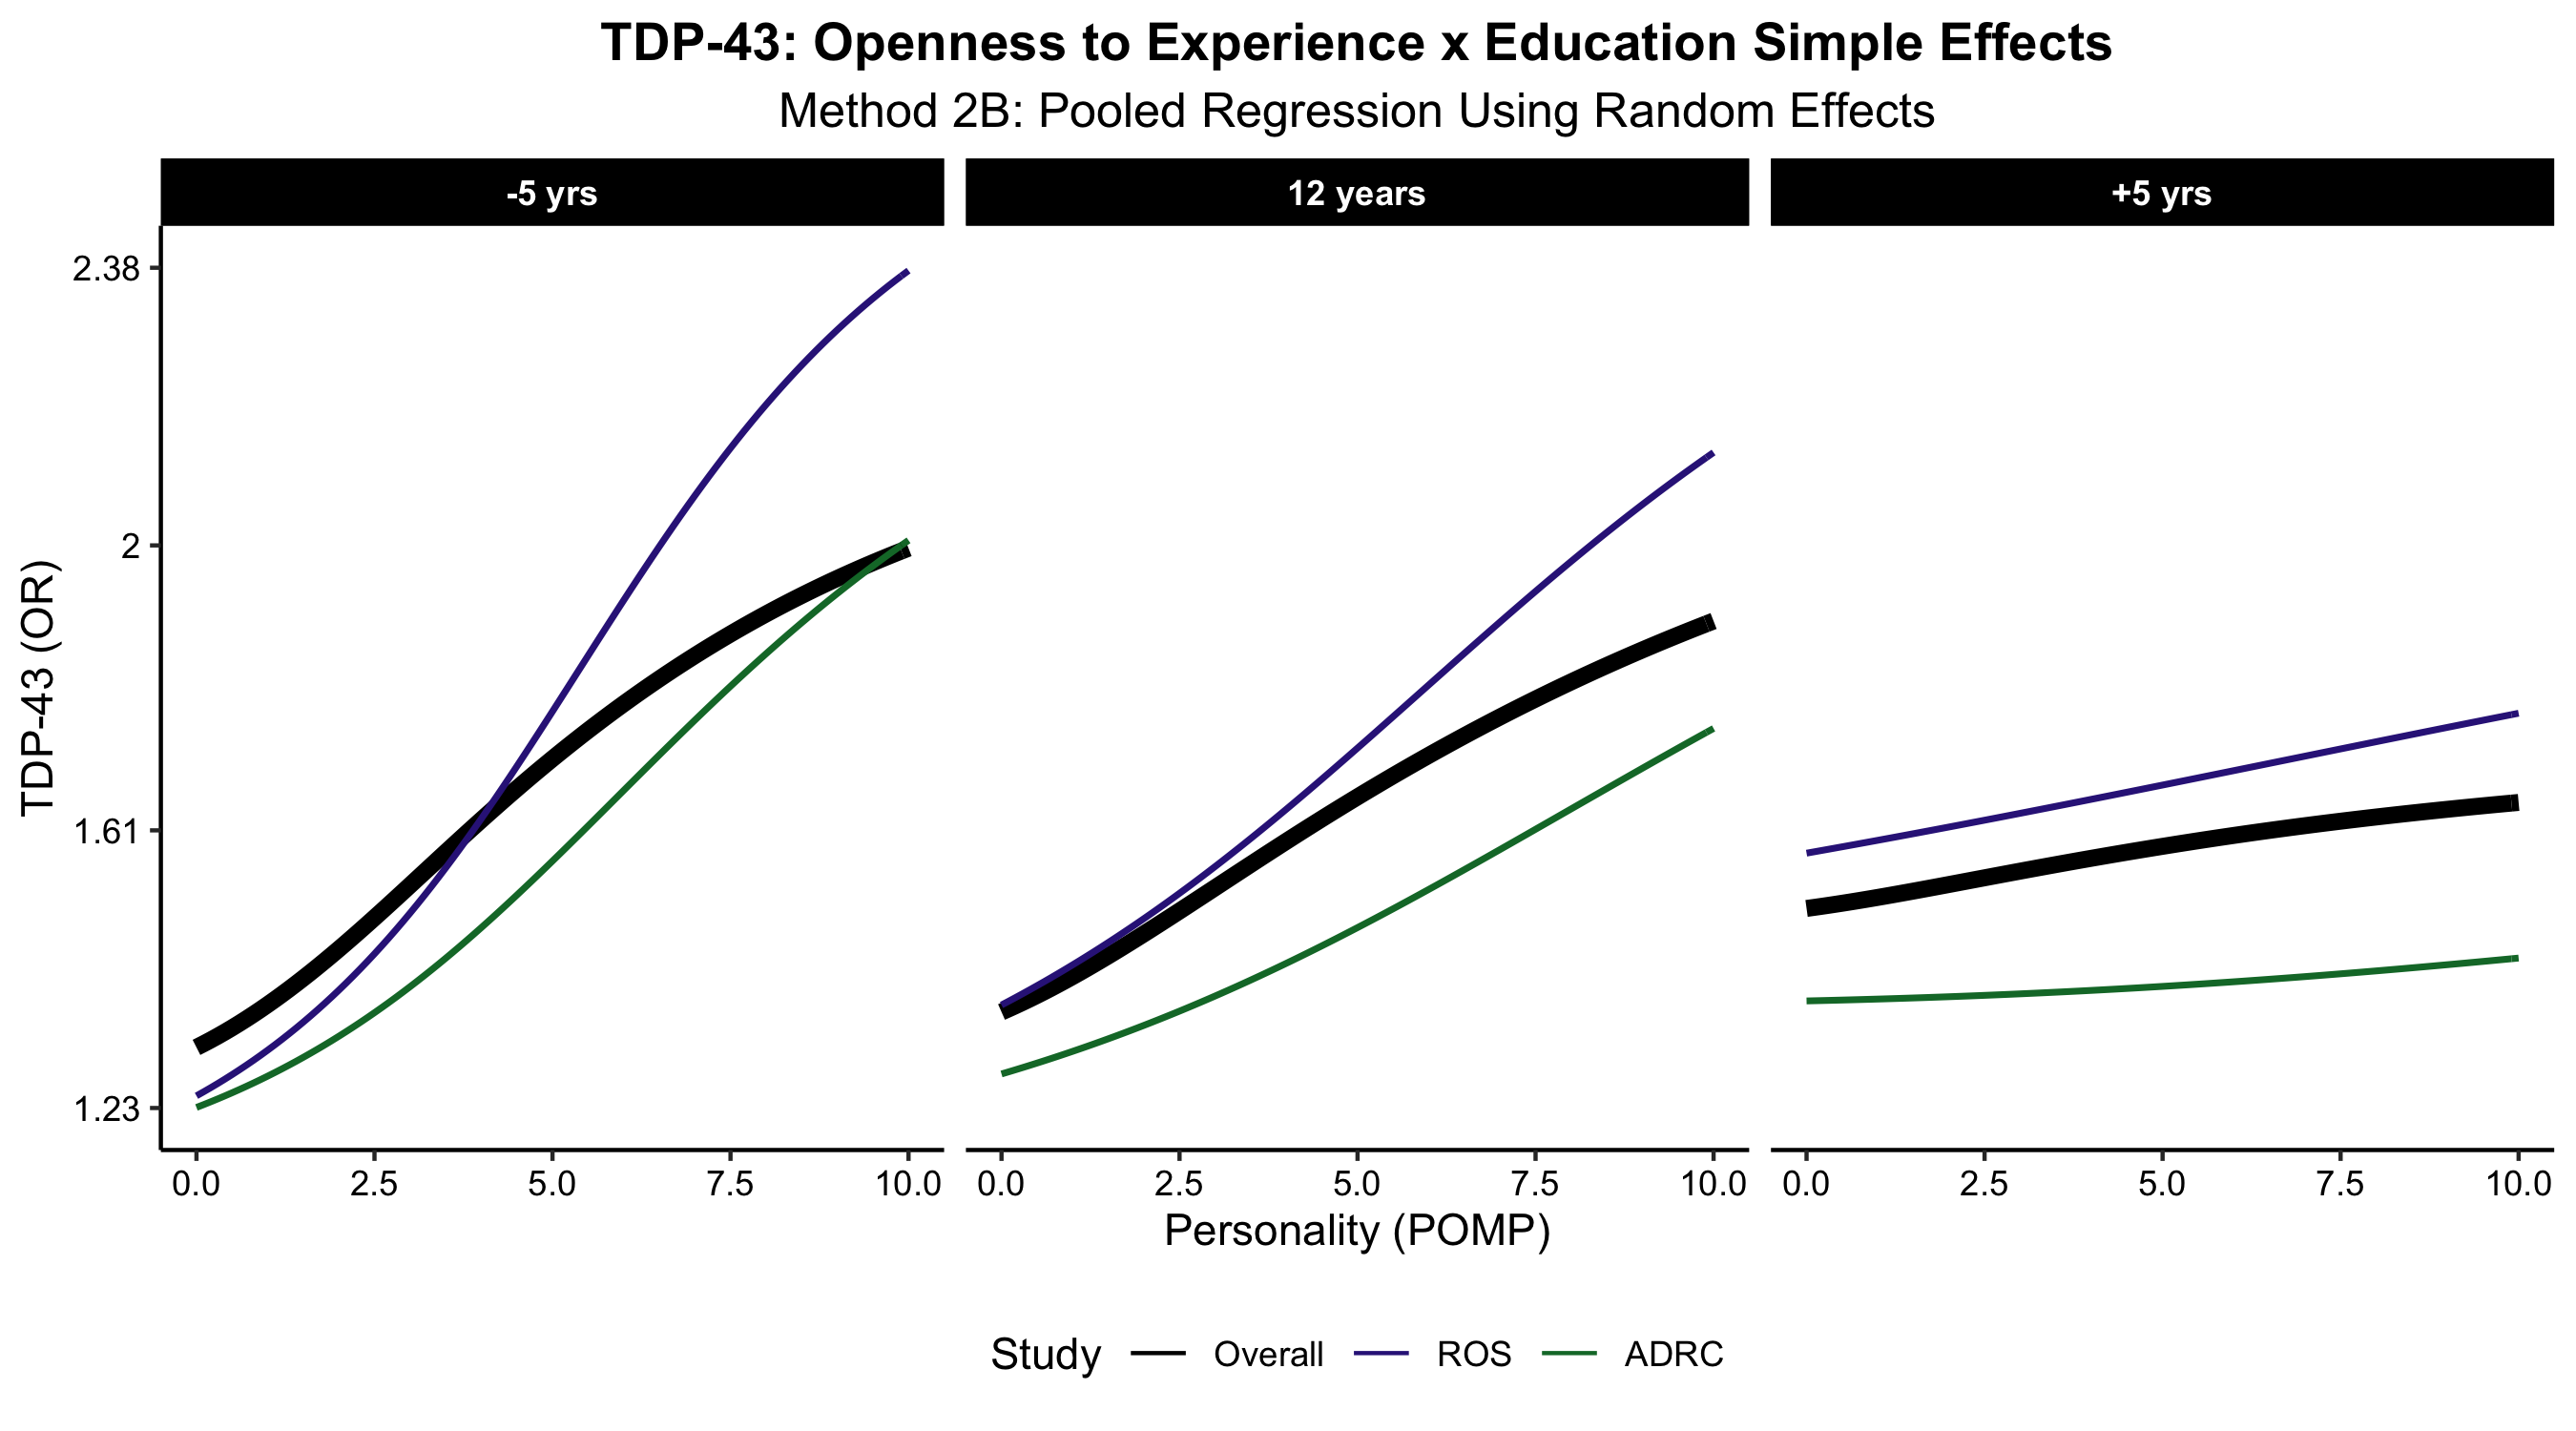 TDP-43: Openness to Experience x Education Simple Effects
Method 2B: Pooled Regression Using Random Effects
-5 yrs 12 years +5 yrs
TDP-43 (OR)
2.38
2
1.61
1.23
0.0 2.5 5.0 7.5 10.0 0.0 2.5 5.0 7.5 10.0 0.0 2.5 5.0 7.5 10.0
Personality (POMP)
Study Overall ROS ADRC